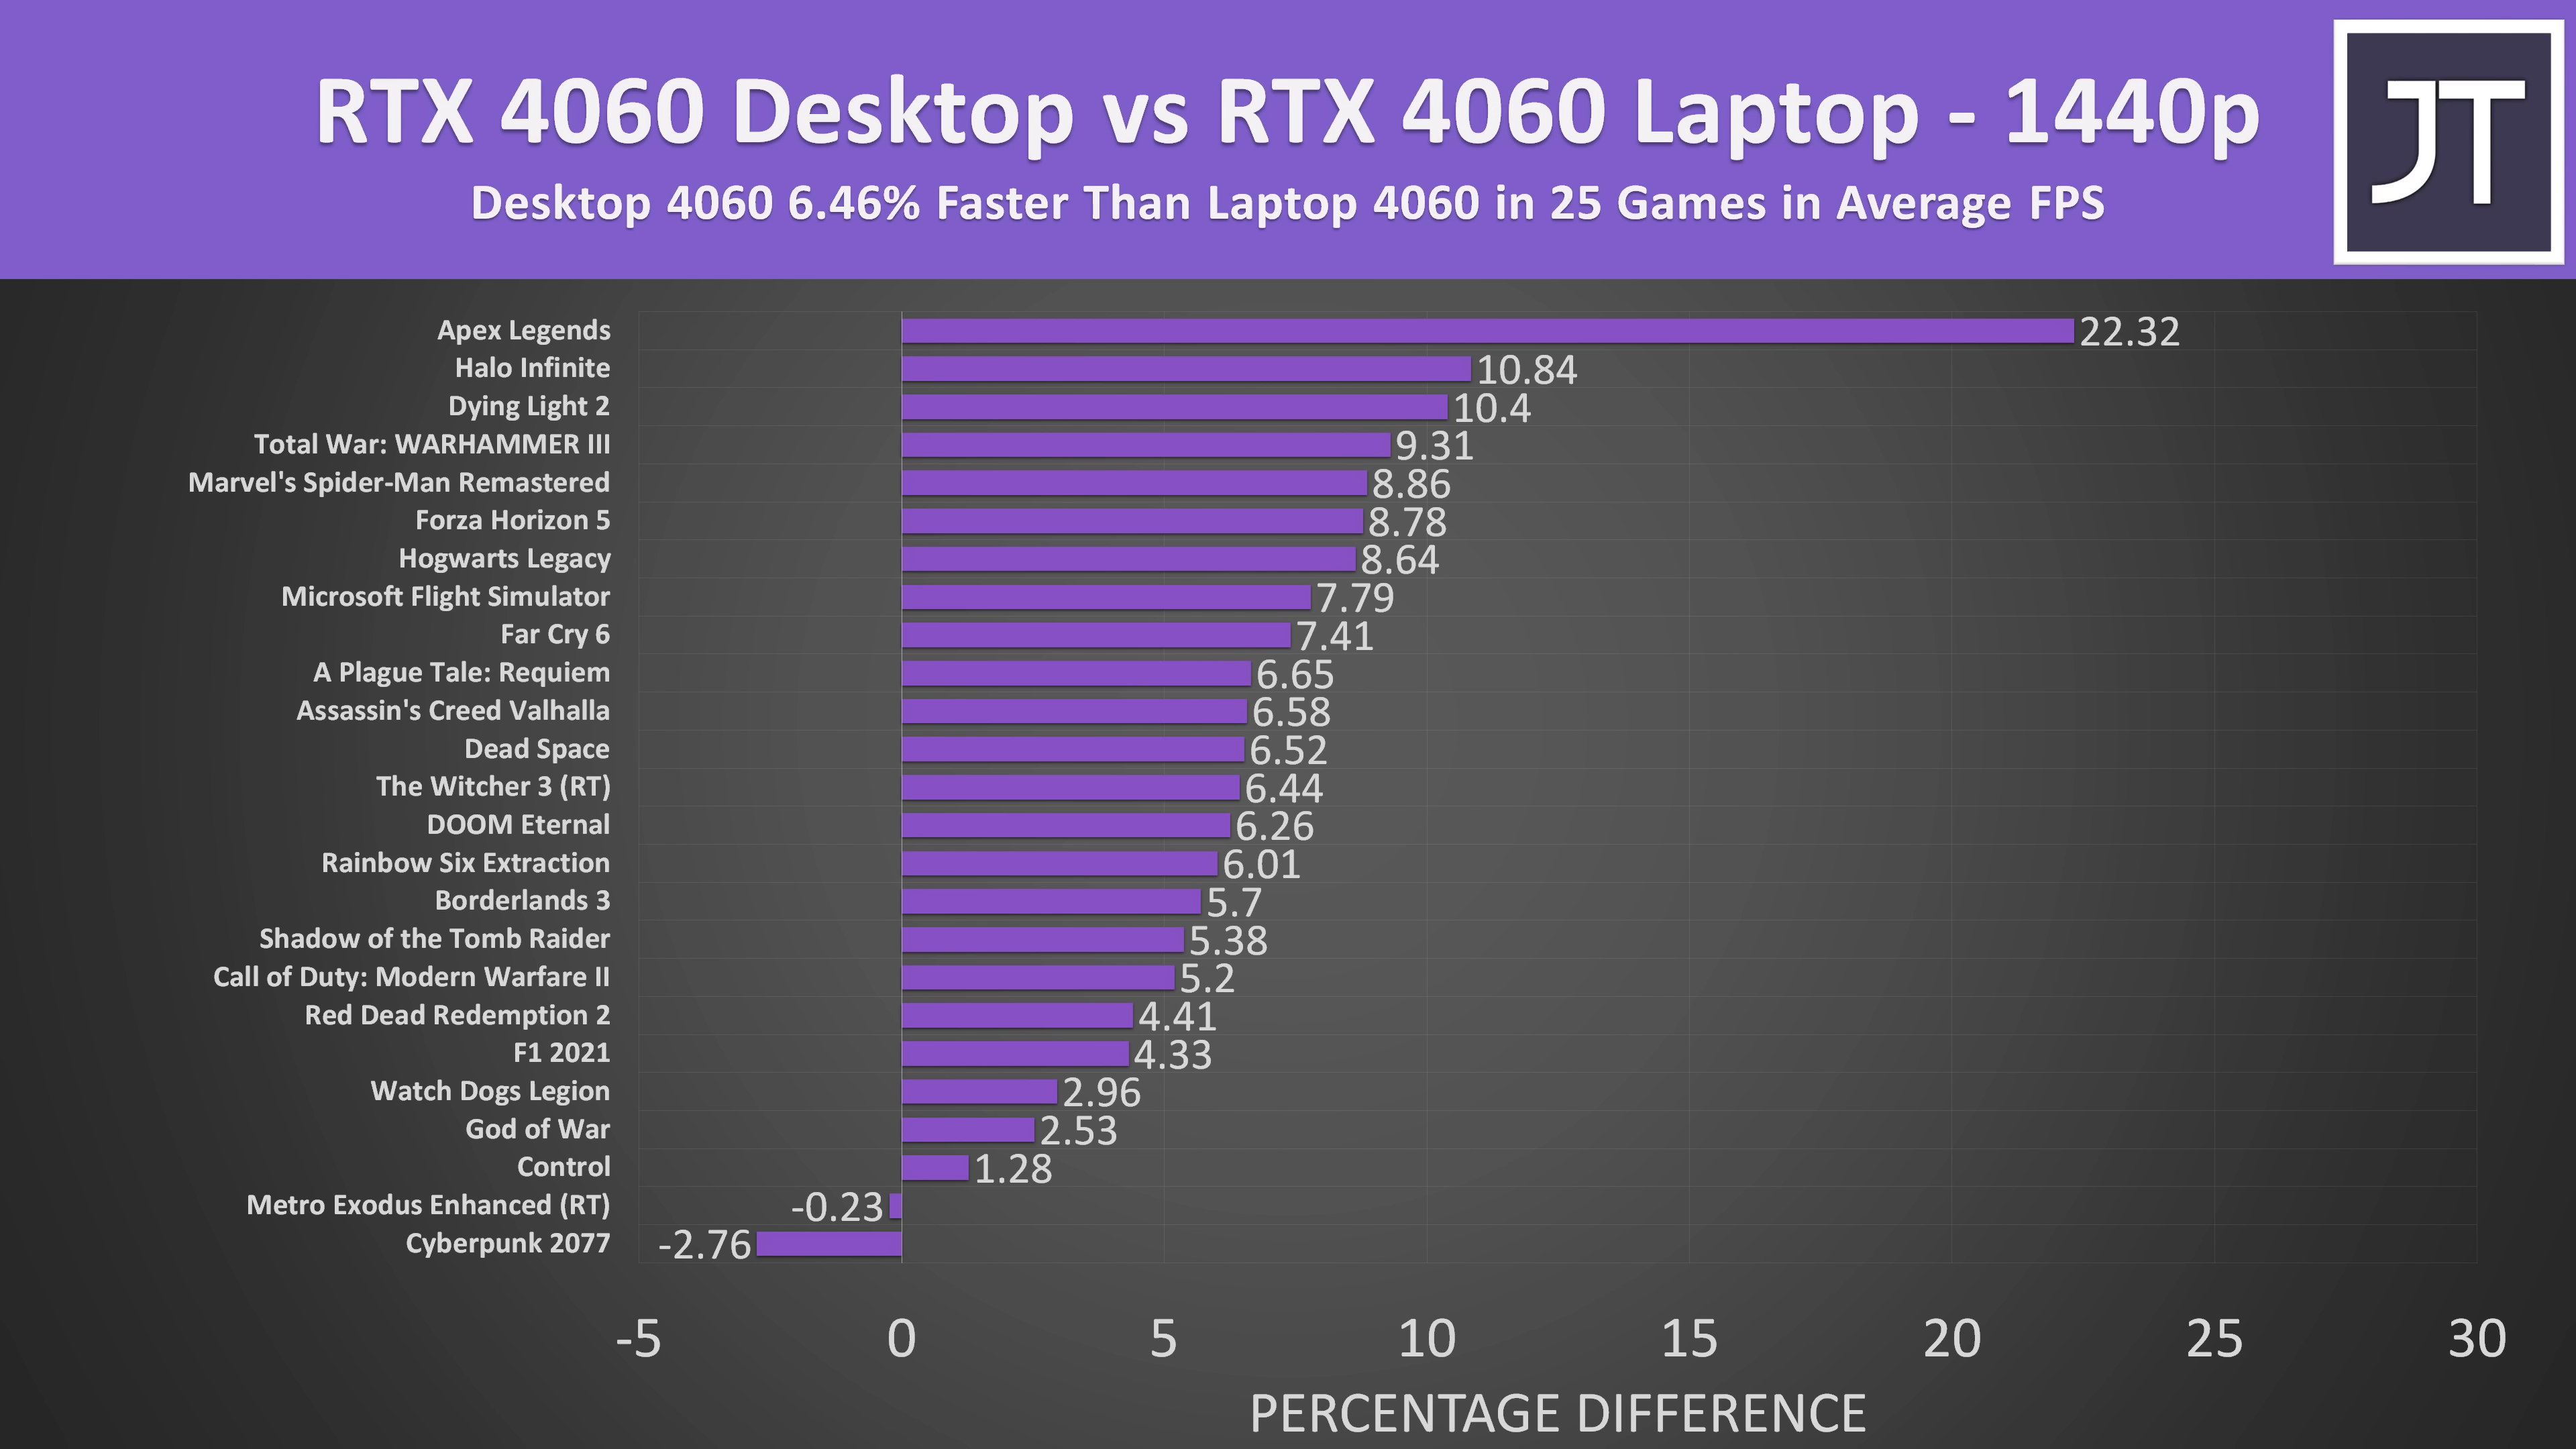 RTX 4060 Desktop vs RTX 4060 Laptop - 1440p
Desktop 4060 6.46% Faster Than Laptop 4060 in 25 Games in Average FPS
JT
Apex Legends 22.32
Halo Infinite 10.84
Dying Light 2 10.4
Total War: WARHAMMER III 9.31
Marvel's Spider-Man Remastered 8.86
Forza Horizon 5 8.78
Hogwarts Legacy 8.64
Microsoft Flight Simulator 7.79
Far Cry 6 7.41
A Plague Tale: Requiem 6.65
Assassin's Creed Valhalla 6.58
Dead Space 6.52
The Witcher 3 (RT) 6.44
DOOM Eternal 6.26
Rainbow Six Extraction 6.01
Borderlands 3 5.7
Shadow of the Tomb Raider 5.38
Call of Duty: Modern Warfare II 5.2
Red Dead Redemption 2 4.41
F1 2021 4.33
Watch Dogs Legion 2.96
God of War 2.53
Control 1.28
Metro Exodus Enhanced (RT) -0.23
Cyberpunk 2077 -2.76
-5 0 5 10 15 20 25 30
PERCENTAGE DIFFERENCE